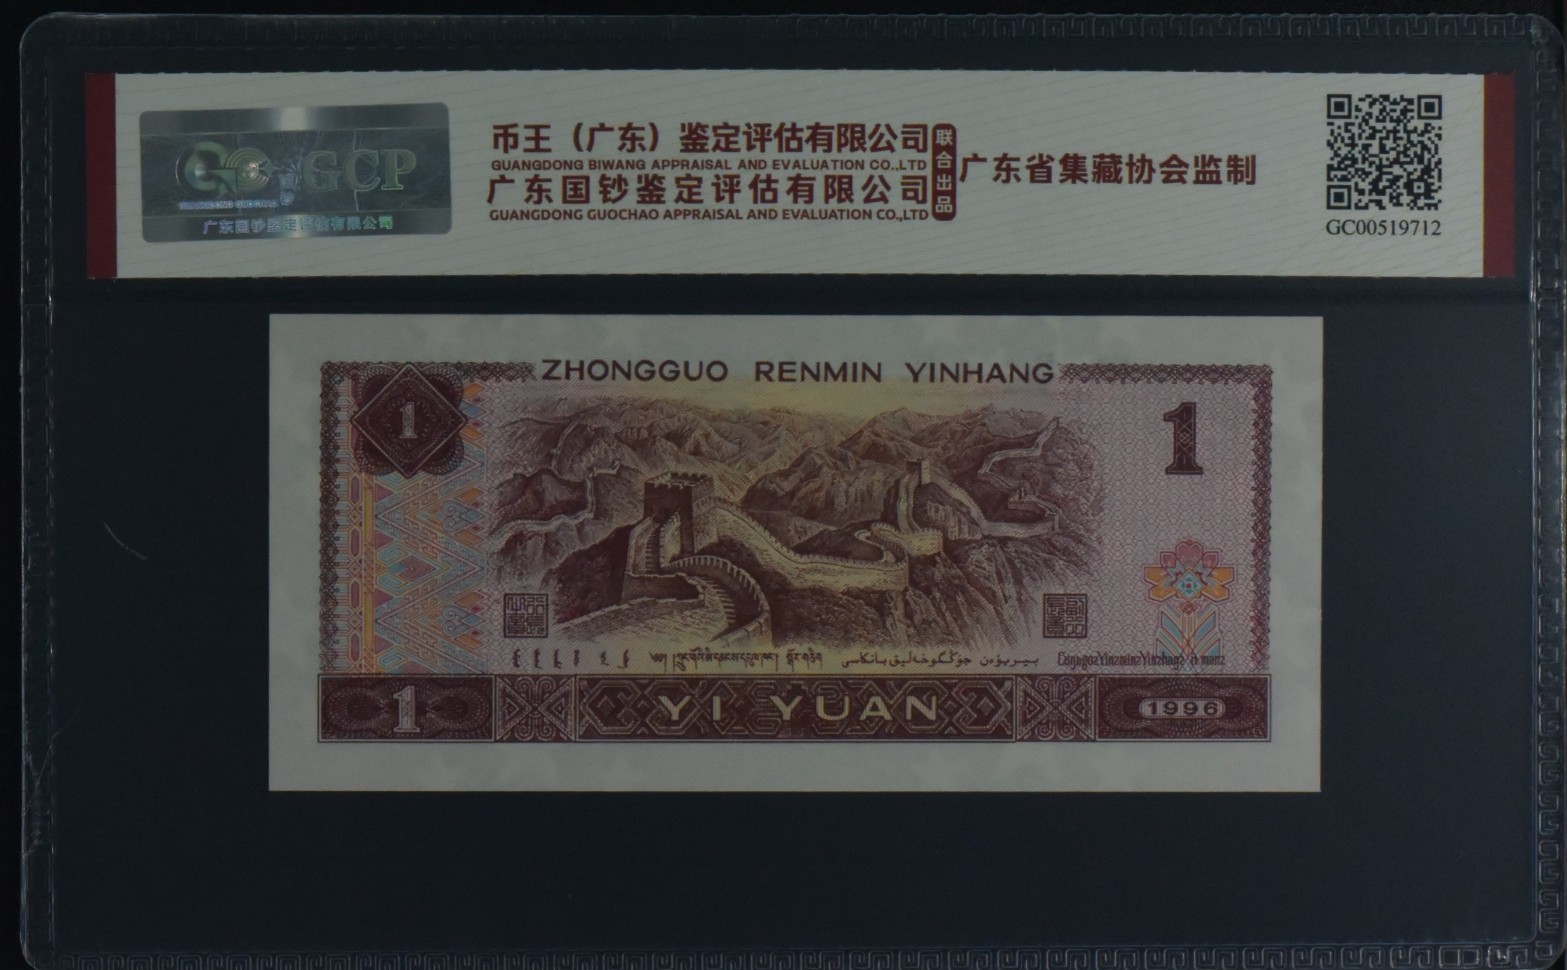 GCP
广东国钞鉴定评估有限公司
币王（广东）鉴定评估有限公司
GUANGDONG BIWANG APPRAISAL AND EVALUATION CO.,LTD
广东国钞鉴定评估有限公司
GUANGDONG GUOCHAO APPRAISAL AND EVALUATION CO.,LTD
联合出品
广东省集藏协会监制
GC00519712
ZHONGGUO RENMIN YINHANG
1
1
1
YI YUAN
1996